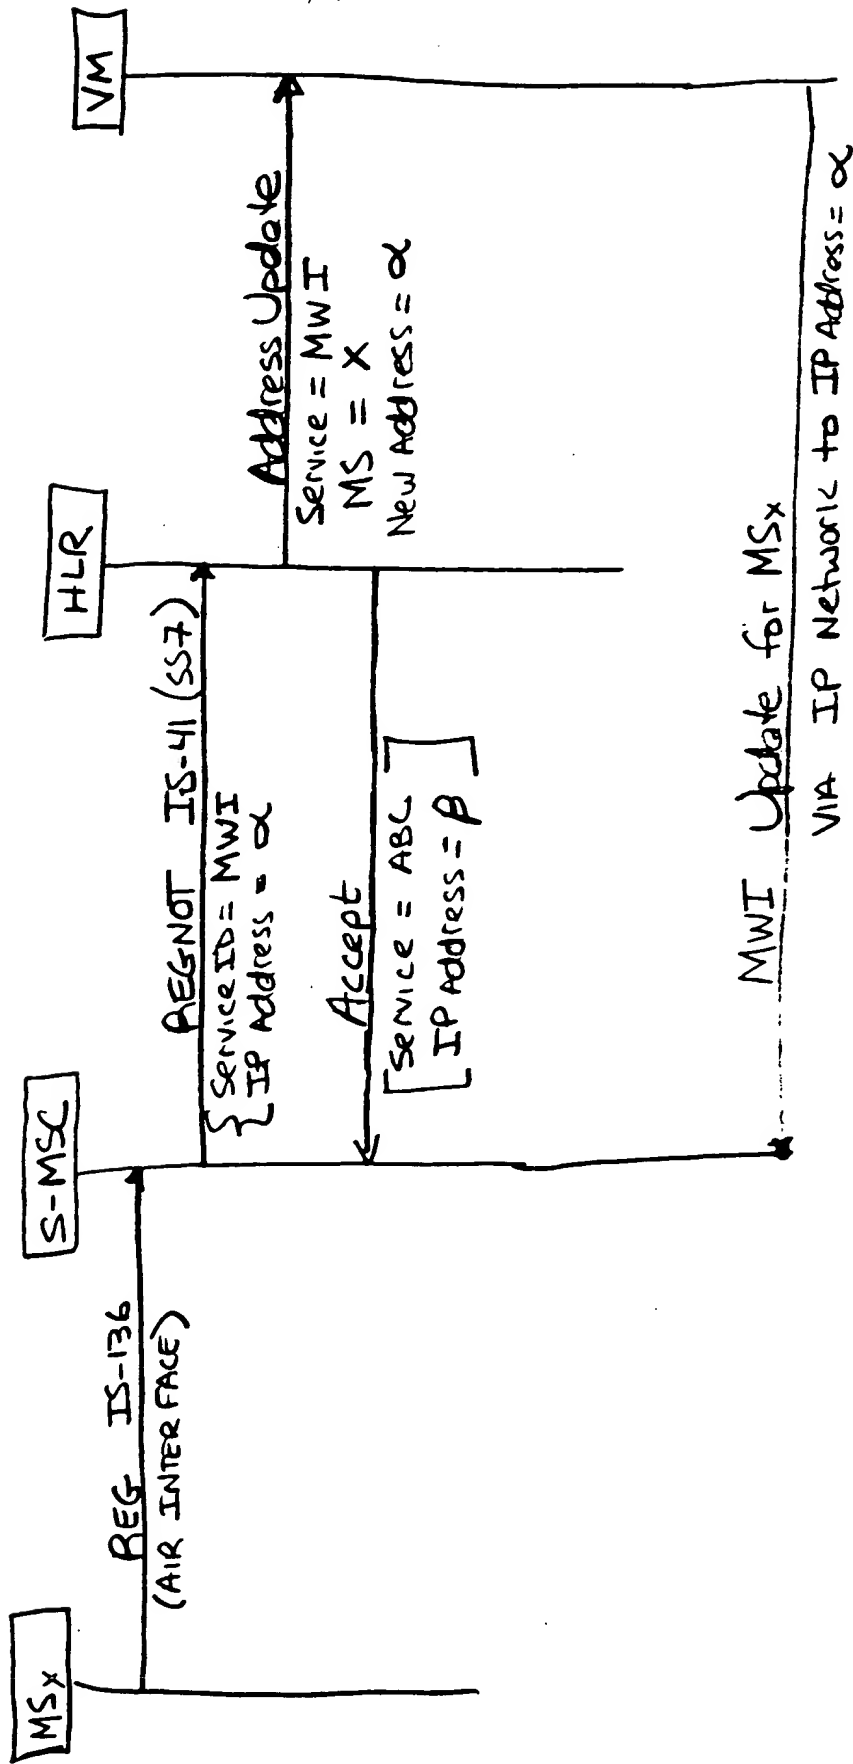 MSx
S-MSC
HLR
VM
REG IS-136
(AIR INTERFACE)
REGNOT IS-41 (SS7)
{ Service ID = MWI
IP Address = α
Address Update
Service = MWI
MS = X
New Address = α
Accept
[ Service = ABC ]
IP Address = β
MWI Update for MSx
VIA IP Network to IP Address = α